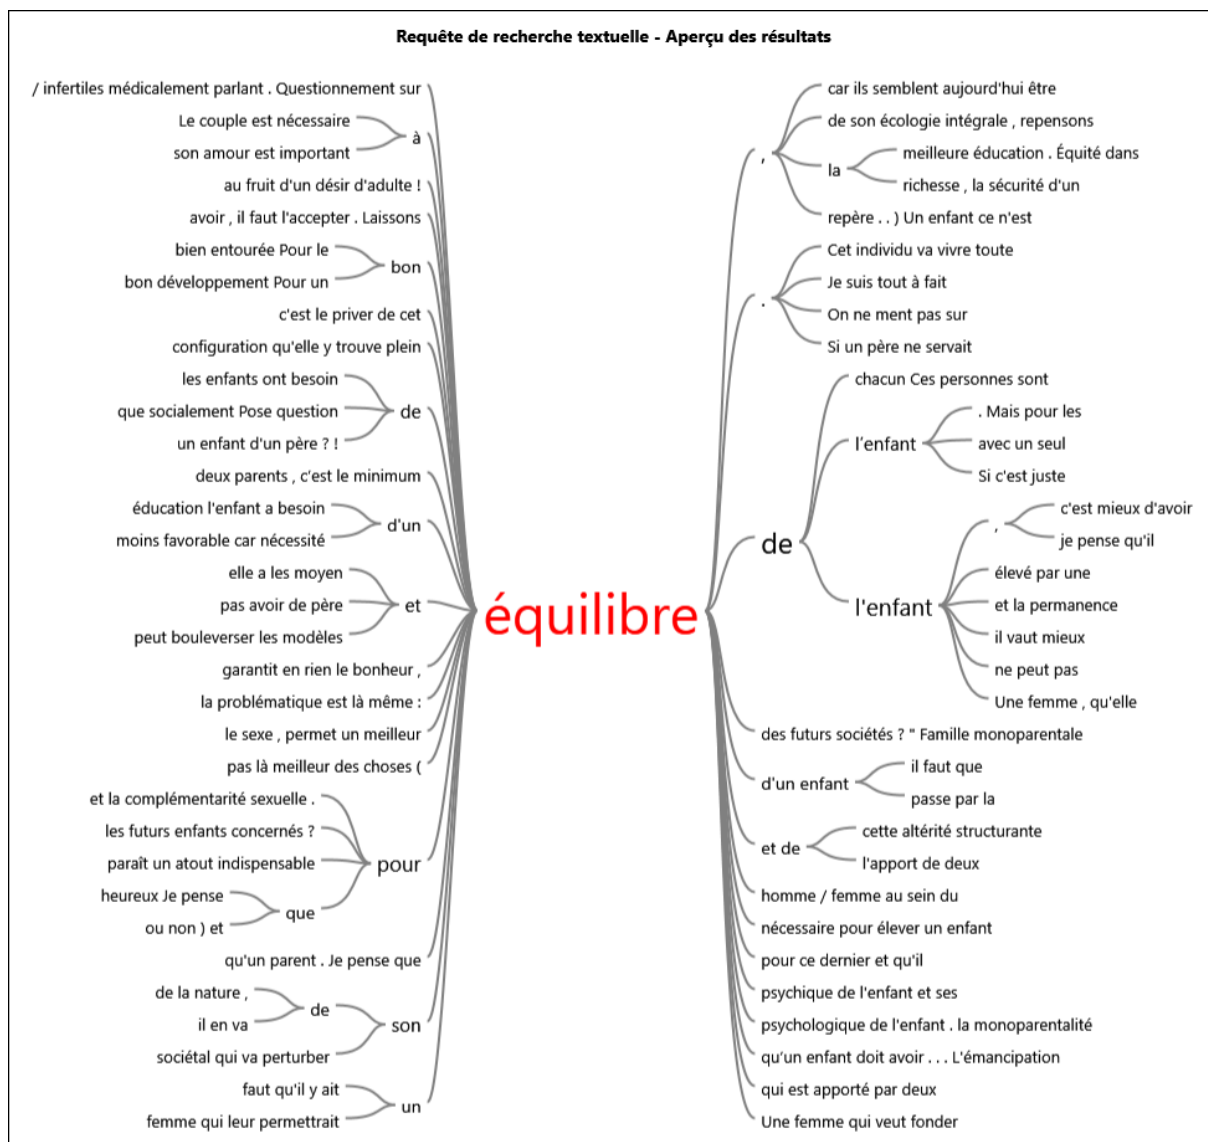 Requête de recherche textuelle - Aperçu des résultats
/ infertiles médicalement parlant . Questionnement sur
Le couple est nécessaire
à
son amour est important
au fruit d'un désir d'adulte !
avoir , il faut l'accepter . Laissons
bien entourée Pour le
bon
bon développement Pour un
c'est le priver de cet
configuration qu'elle y trouve plein
les enfants ont besoin
que socialement Pose question
de
un enfant d'un père ? !
deux parents , c’est le minimum
éducation l'enfant a besoin
d'un
moins favorable car nécessité
elle a les moyen
pas avoir de père
et
peut bouleverser les modèles
garantit en rien le bonheur ,
la problématique est là même :
le sexe , permet un meilleur
pas là meilleur des choses (
et la complémentarité sexuelle .
les futurs enfants concernés ?
paraît un atout indispensable
pour
heureux Je pense
que
ou non ) et
qu'un parent . Je pense que
de la nature ,
de
il en va
son
sociétal qui va perturber
faut qu'il y ait
un
femme qui leur permettrait
équilibre
car ils semblent aujourd'hui être
de son écologie intégrale , repensons
,
meilleure éducation . Équité dans
la
richesse , la sécurité d'un
repère . . ) Un enfant ce n'est
Cet individu va vivre toute
Je suis tout à fait
.
On ne ment pas sur
Si un père ne servait
chacun Ces personnes sont
. Mais pour les
l’enfant
avec un seul
Si c'est juste
de
c'est mieux d'avoir
,
je pense qu'il
élevé par une
l'enfant
et la permanence
il vaut mieux
ne peut pas
Une femme , qu'elle
des futurs sociétés ? " Famille monoparentale
il faut que
d'un enfant
passe par la
cette altérité structurante
et de
l'apport de deux
homme / femme au sein du
nécessaire pour élever un enfant
pour ce dernier et qu'il
psychique de l'enfant et ses
psychologique de l'enfant . la monoparentalité
qu’un enfant doit avoir . . . L'émancipation
qui est apporté par deux
Une femme qui veut fonder